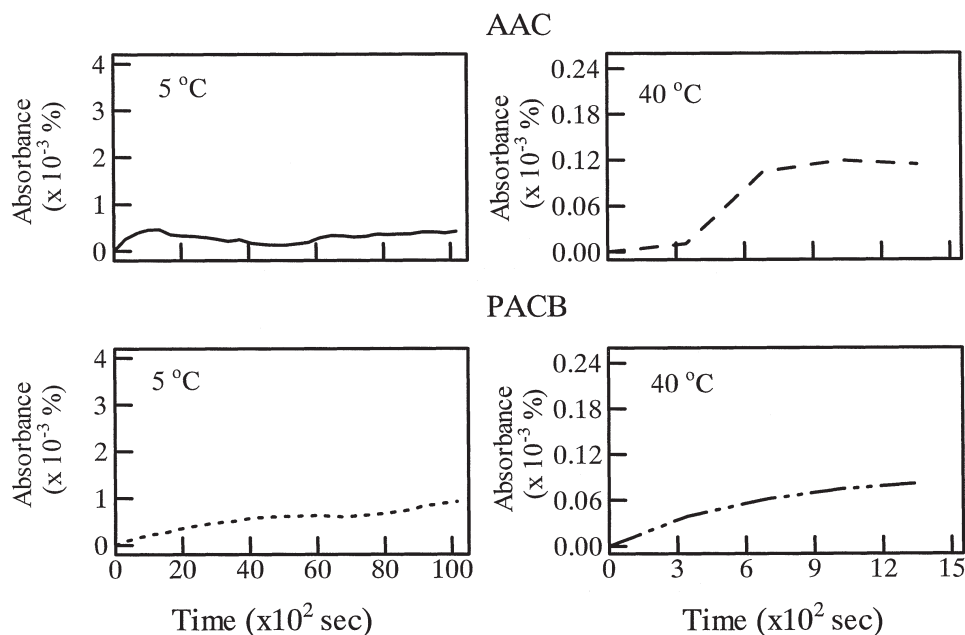 AAC
Absorbance
(x 10⁻³ %)
4
3
2
1
0
5 °C
Absorbance
(x 10⁻³ %)
0.24
0.18
0.12
0.06
0.00
40 °C
PACB
Absorbance
(x 10⁻³ %)
4
3
2
1
0
5 °C
0 20 40 60 80 100
Time (x10² sec)
Absorbance
(x 10⁻³ %)
0.24
0.18
0.12
0.06
0.00
40 °C
0 3 6 9 12 15
Time (x10² sec)